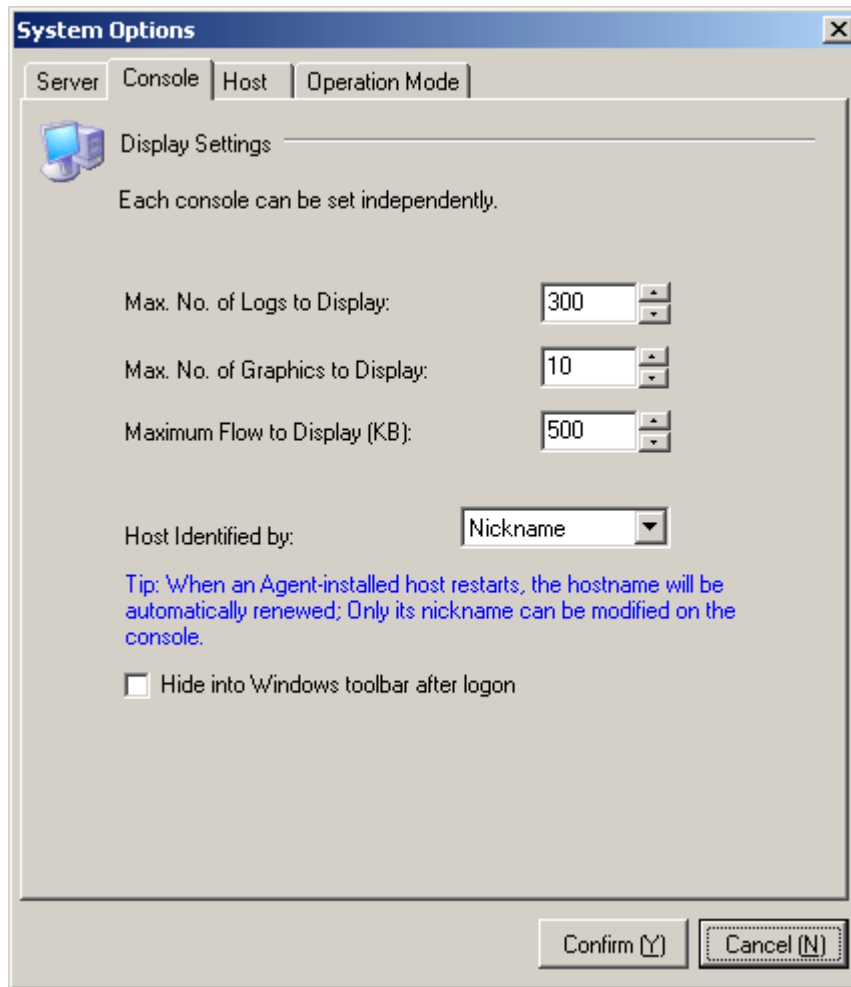 System Options
Server Console Host Operation Mode
Display Settings
Each console can be set independently.
Max. No. of Logs to Display: 300
Max. No. of Graphics to Display: 10
Maximum Flow to Display (KB): 500
Host Identified by: Nickname
Tip: When an Agent-installed host restarts, the hostname will be
automatically renewed; Only its nickname can be modified on the
console.
Hide into Windows toolbar after logon
Confirm (Y) Cancel (N)